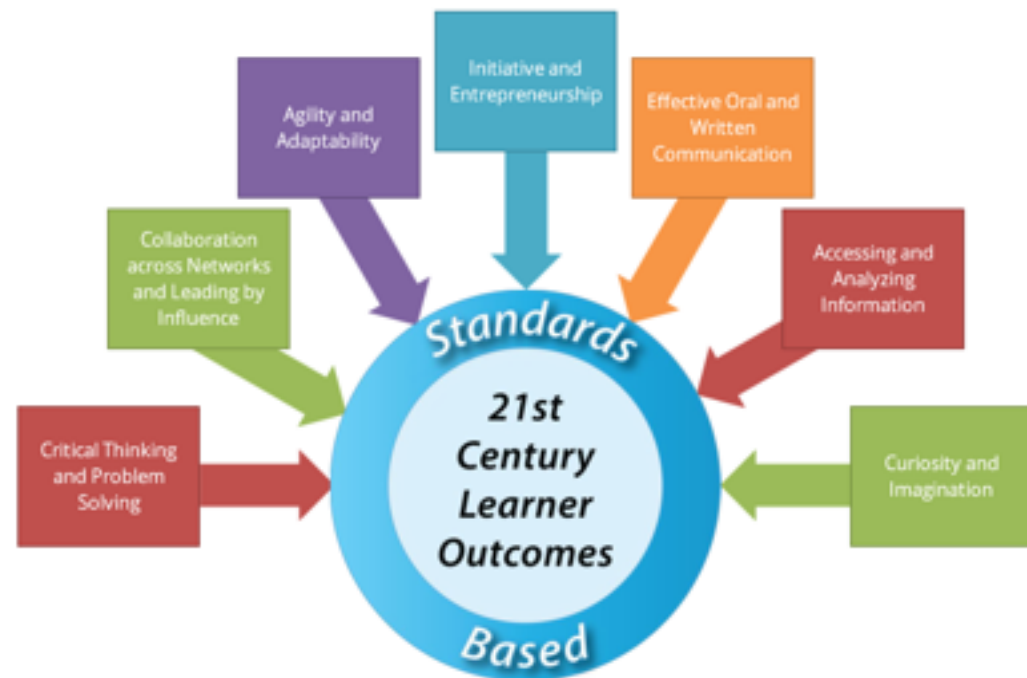 Critical Thinking
and Problem
Solving
Collaboration
across Networks
and Leading by
Influence
Agility and
Adaptability
Initiative and
Entrepreneurship
Effective Oral and
Written
Communication
Accessing and
Analyzing
Information
Curiosity and
Imagination
Standards
21st
Century
Learner
Outcomes
Based